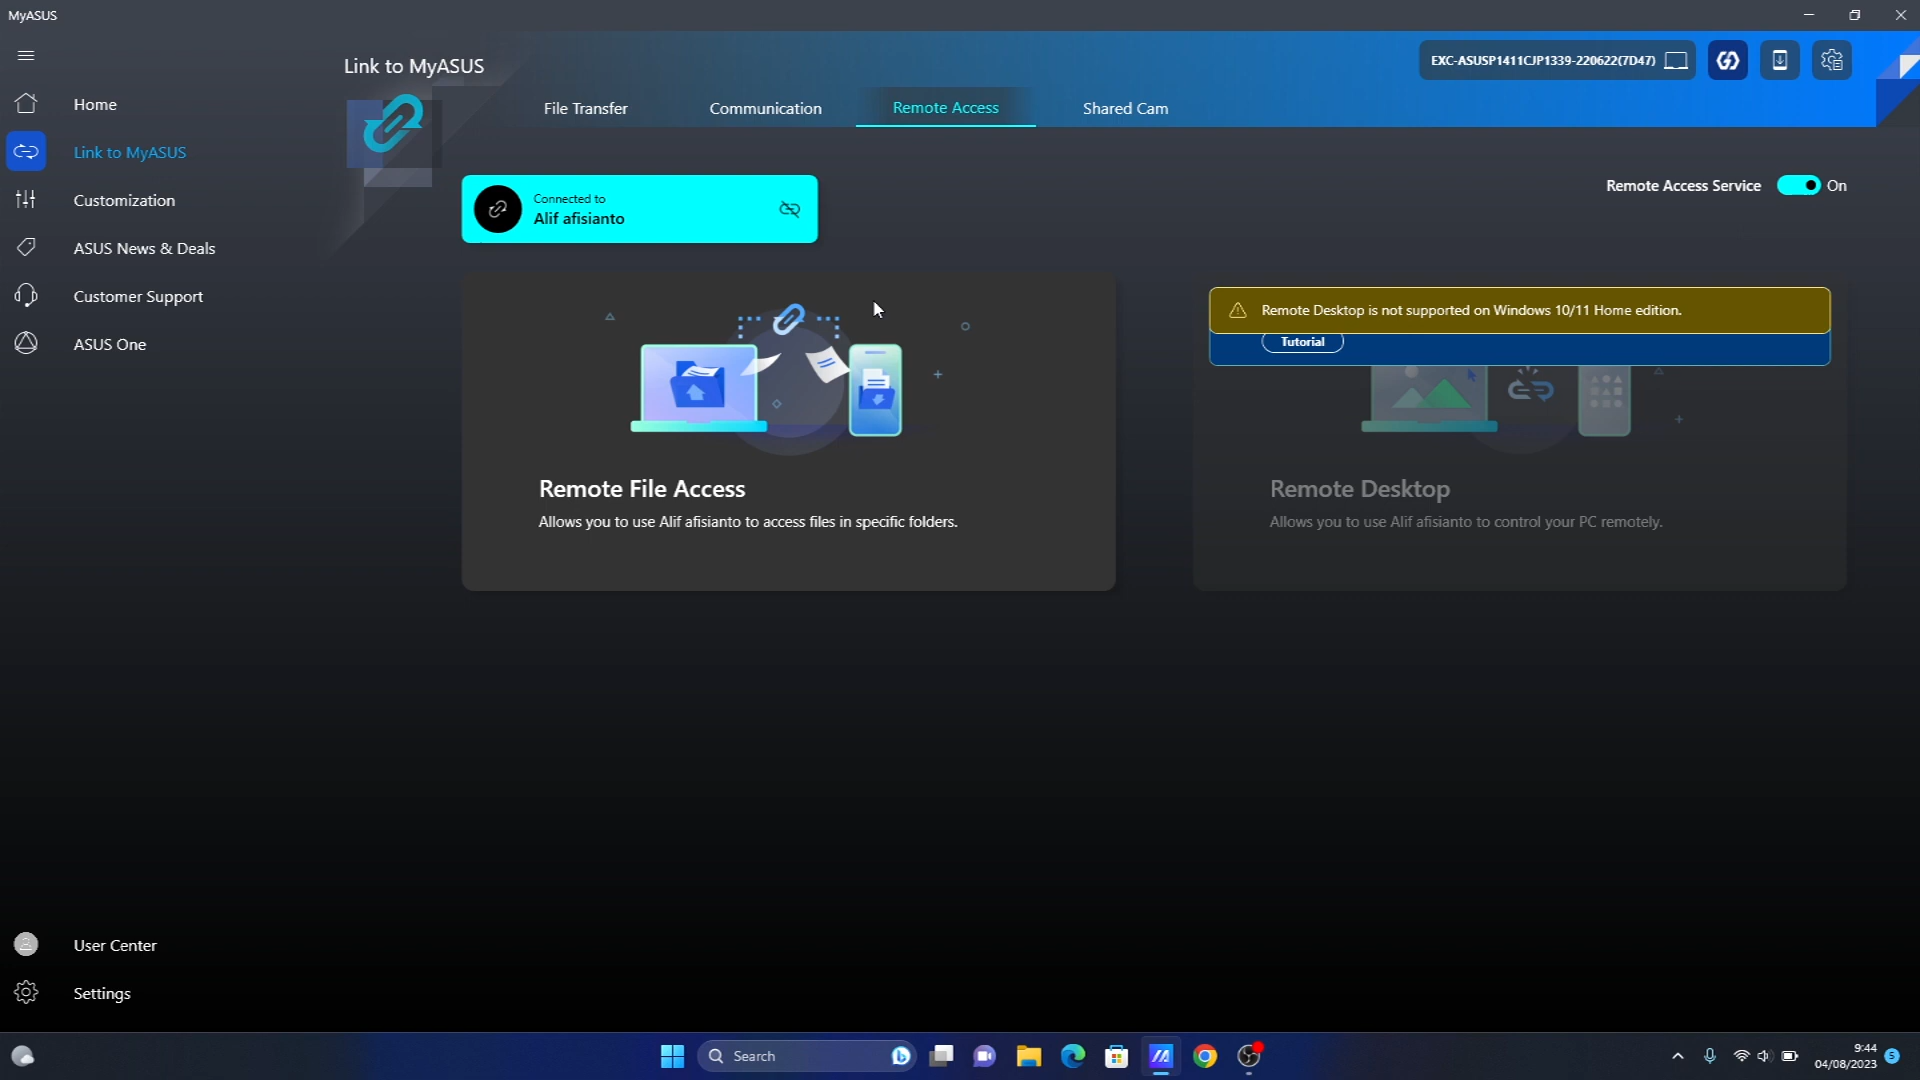 MyASUS
Home
Link to MyASUS
Customization
ASUS News & Deals
Customer Support
ASUS One
User Center
Settings
Link to MyASUS
EXC-ASUSP1411CJP1339-220622(7D47)
File Transfer
Communication
Remote Access
Shared Cam
Connected to
Alif afisianto
Remote Access Service
On
Remote File Access
Allows you to use Alif afisianto to access files in specific folders.
Remote Desktop is not supported on Windows 10/11 Home edition.
Tutorial
Remote Desktop
Allows you to use Alif afisianto to control your PC remotely.
Search
9:44
04/08/2023
5